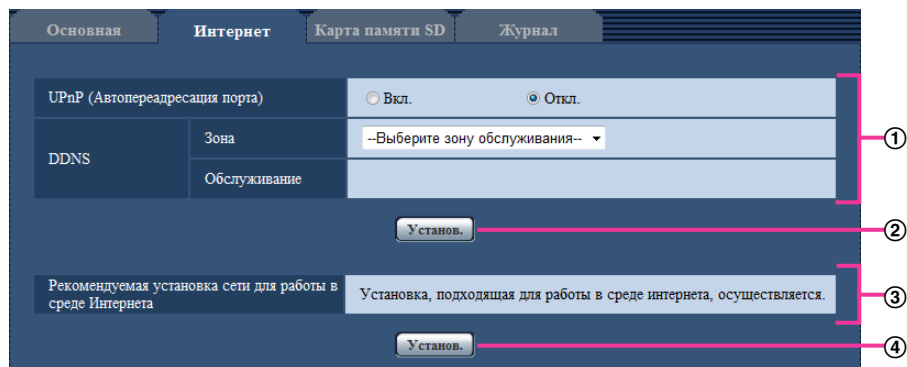 Основная Интернет Карта памяти SD Журнал
UPnP (Автопереадресация порта) Вкл. Откл.
DDNS
Зона --Выберите зону обслуживания--
Обслуживание
①
Установ. ②
Рекомендуемая установка сети для работы в
среде Интернета
Установка, подходящая для работы в среде интернета, осуществляется. ③
Установ. ④